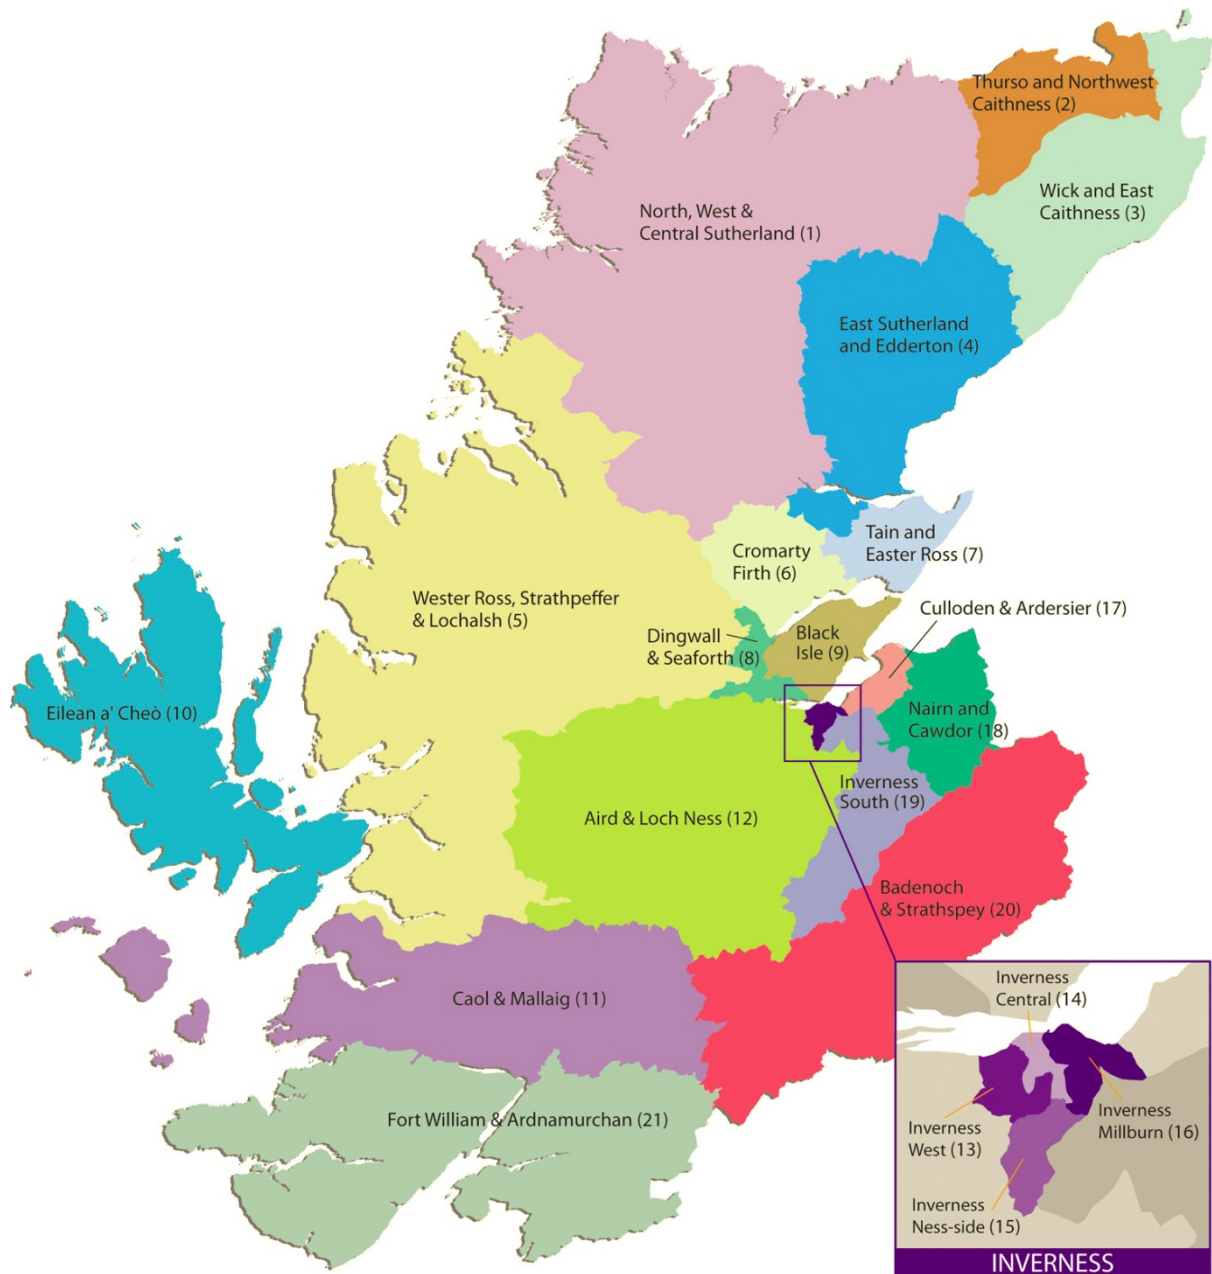 Thurso and Northwest
Caithness (2)
Wick and East
Caithness (3)
North, West &
Central Sutherland (1)
East Sutherland
and Edderton (4)
Tain and
Easter Ross (7)
Cromarty
Firth (6)
Wester Ross, Strathpeffer
& Lochalsh (5)
Culloden & Ardersier (17)
Dingwall
& Seaforth (8)
Black
Isle (9)
Eilean a' Cheò (10)
Nairn and
Cawdor (18)
Inverness
South (19)
Aird & Loch Ness (12)
Badenoch
& Strathspey (20)
Caol & Mallaig (11)
Fort William & Ardnamurchan (21)
Inverness
Central (14)
Inverness
West (13)
Inverness
Millburn (16)
Inverness
Ness-side (15)
INVERNESS